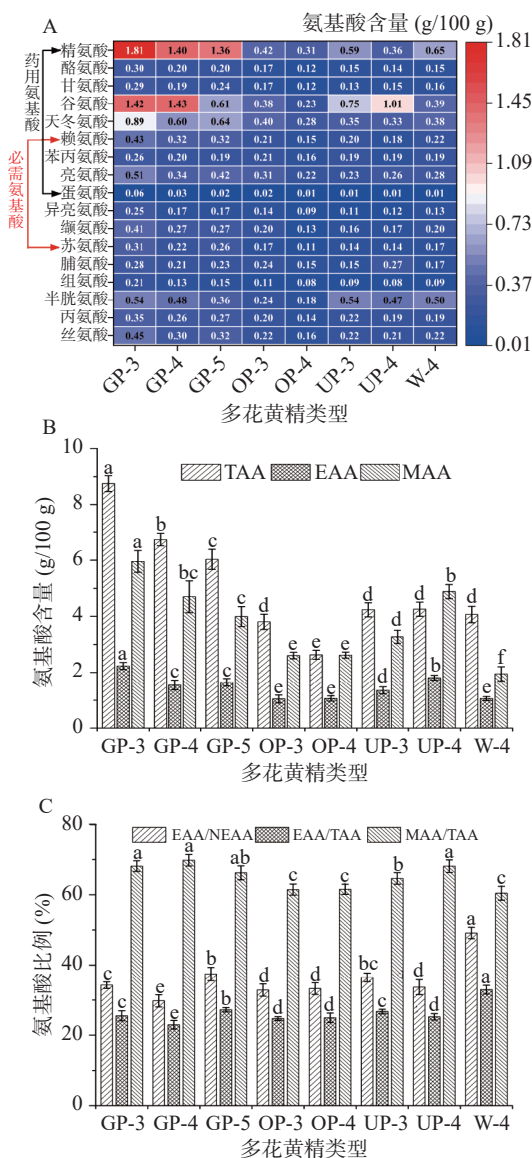 A
氨基酸含量 (g/100 g)
药用氨基酸
必需氨基酸
精氨酸 1.81 1.40 1.36 0.42 0.31 0.59 0.36 0.65
酪氨酸 0.30 0.20 0.20 0.17 0.12 0.15 0.14 0.15
甘氨酸 0.29 0.19 0.24 0.17 0.12 0.13 0.15 0.16
谷氨酸 1.42 1.43 0.61 0.38 0.23 0.75 1.01 0.39
天冬氨酸 0.89 0.60 0.64 0.40 0.28 0.35 0.33 0.38
赖氨酸 0.43 0.32 0.32 0.21 0.15 0.20 0.18 0.22
苯丙氨酸 0.26 0.20 0.19 0.21 0.16 0.19 0.19 0.19
亮氨酸 0.51 0.34 0.42 0.31 0.22 0.23 0.26 0.28
蛋氨酸 0.06 0.03 0.02 0.02 0.01 0.01 0.01 0.01
异亮氨酸 0.25 0.17 0.17 0.14 0.09 0.11 0.12 0.13
缬氨酸 0.41 0.27 0.27 0.20 0.13 0.16 0.17 0.20
苏氨酸 0.31 0.22 0.26 0.17 0.11 0.14 0.14 0.17
脯氨酸 0.28 0.21 0.23 0.24 0.15 0.15 0.27 0.17
组氨酸 0.21 0.13 0.15 0.11 0.08 0.09 0.08 0.09
半胱氨酸 0.54 0.48 0.36 0.24 0.18 0.54 0.47 0.50
丙氨酸 0.35 0.26 0.27 0.20 0.14 0.22 0.19 0.19
丝氨酸 0.45 0.30 0.32 0.22 0.16 0.22 0.21 0.22
GP-3 GP-4 GP-5 OP-3 OP-4 UP-3 UP-4 W-4
多花黄精类型
1.81
1.45
1.09
0.73
0.37
0.01
B
氨基酸含量 (g/100 g)
10
8
6
4
2
0
TAA EAA MAA
a a a
b c bc
d c c
d e e
e e e
d d d
d b b
d e f
GP-3 GP-4 GP-5 OP-3 OP-4 UP-3 UP-4 W-4
多花黄精类型
C
氨基酸比例 (%)
80
60
40
20
0
EAA/NEAA EAA/TAA MAA/TAA
c c a
e e a
b b ab
d d c
d d c
bc c b
d d a
a a c
GP-3 GP-4 GP-5 OP-3 OP-4 UP-3 UP-4 W-4
多花黄精类型